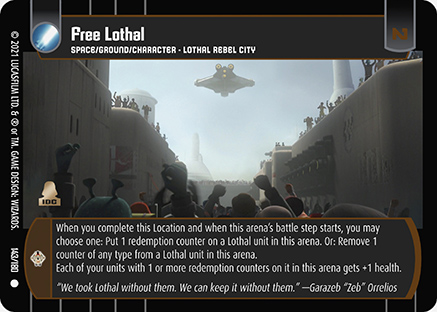 Free Lothal
SPACE/GROUND/CHARACTER - LOTHAL REBEL CITY
© 2021 LUCASFILM LTD. & ® or TM. GAME DESIGN: WIZARDS.
IDC
143/180
When you complete this Location and when this arena's battle step starts, you may
choose one: Put 1 redemption counter on a Lothal unit in this arena. Or: Remove 1
counter of any type from a Lothal unit in this arena.
Each of your units with 1 or more redemption counters on it in this arena gets +1 health.
"We took Lothal without them. We can keep it without them." —Garazeb "Zeb" Orrelios